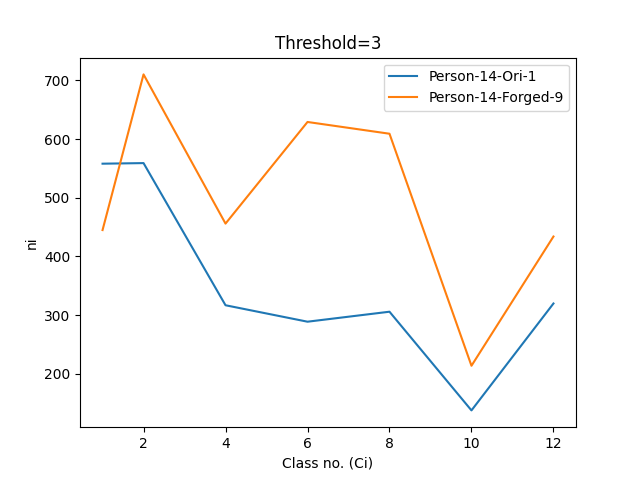 Threshold=3
Person-14-Ori-1
Person-14-Forged-9
700
600
500
400
300
200
ni
2 4 6 8 10 12
Class no. (Ci)